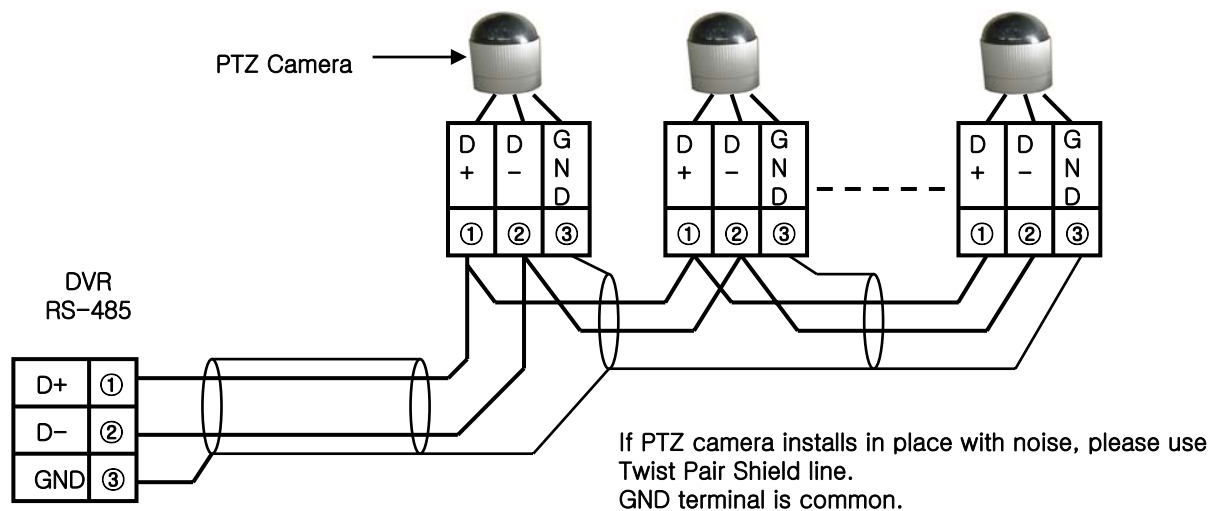 PTZ Camera
D
+
D
-
G
N
D
①
②
③
D
+
D
-
G
N
D
①
②
③
D
+
D
-
G
N
D
①
②
③
DVR
RS-485
D+ ①
D- ②
GND ③
If PTZ camera installs in place with noise, please use
Twist Pair Shield line.
GND terminal is common.